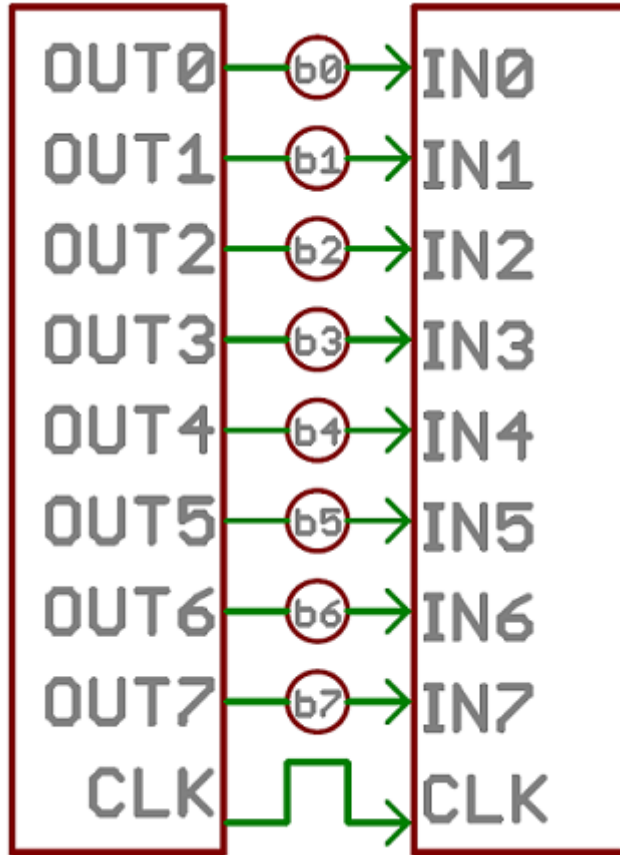 OUT0 b0 IN0
OUT1 b1 IN1
OUT2 b2 IN2
OUT3 b3 IN3
OUT4 b4 IN4
OUT5 b5 IN5
OUT6 b6 IN6
OUT7 b7 IN7
CLK CLK